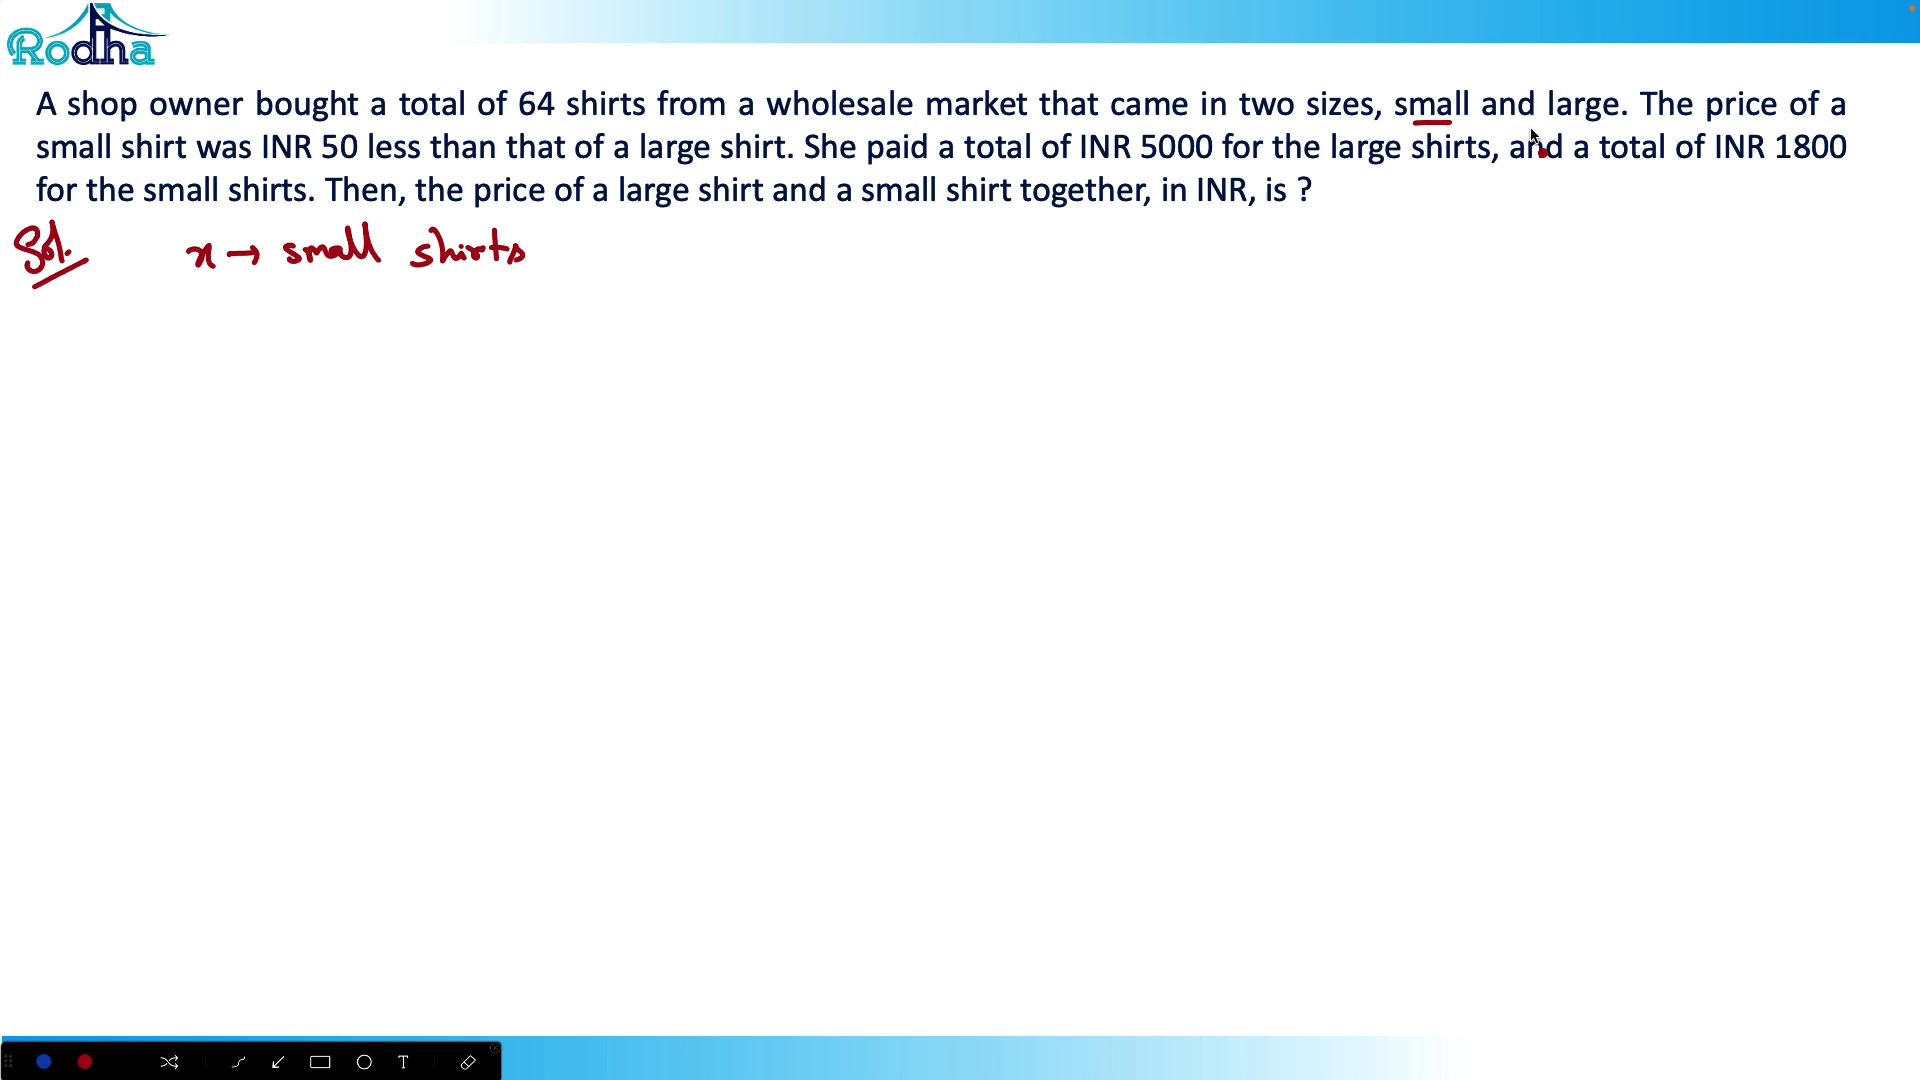 Rodha
A shop owner bought a total of 64 shirts from a wholesale market that came in two sizes, small and large. The price of a
small shirt was INR 50 less than that of a large shirt. She paid a total of INR 5000 for the large shirts, and a total of INR 1800
for the small shirts. Then, the price of a large shirt and a small shirt together, in INR, is ?
Sol.
x → small shirts
T